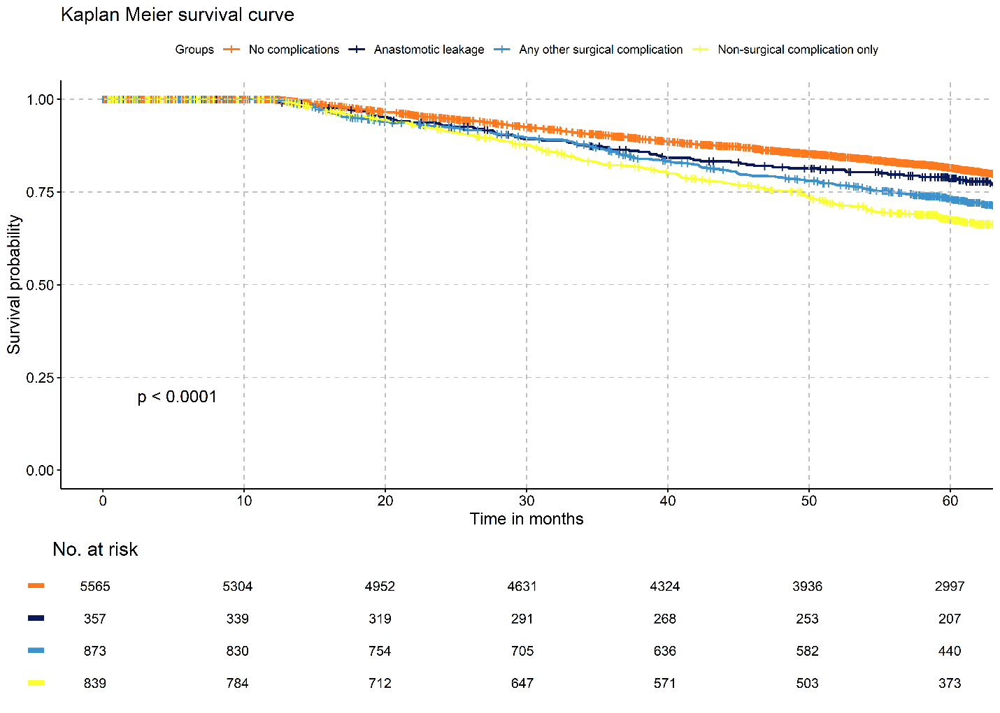 Kaplan Meier survival curve
Groups No complications Anastomotic leakage Any other surgical complication Non-surgical complication only
1.00
0.75
0.50
0.25
0.00
Survival probability
p < 0.0001
0 10 20 30 40 50 60
Time in months
No. at risk
5565 5304 4952 4631 4324 3936 2997
357 339 319 291 268 253 207
873 830 754 705 636 582 440
839 784 712 647 571 503 373